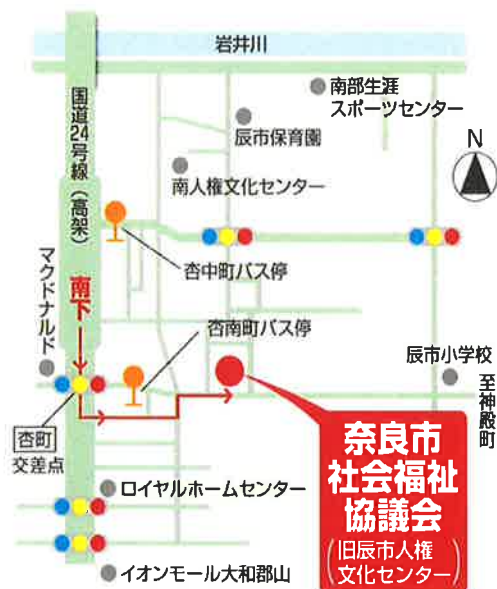 岩井川
国道24号線（高架）
南部生涯
スポーツセンター
辰市保育園
南人権文化センター
N
杏中町バス停
マクドナルド
南下
杏南町バス停
辰市小学校
至神殿町
杏町
交差点
奈良市
社会福祉
協議会
（旧辰市人権
文化センター）
ロイヤルホームセンター
イオンモール大和郡山